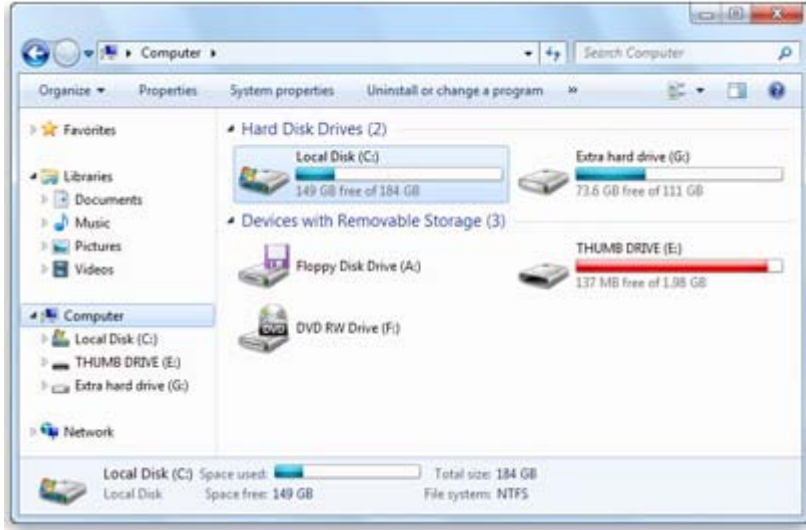 Computer
Search Computer
Organize Properties System properties Uninstall or change a program »
Favorites
Libraries
Documents
Music
Pictures
Videos
Computer
Local Disk (C:)
THUMB DRIVE (E:)
Extra hard drive (G:)
Network
Hard Disk Drives (2)
Local Disk (C:)
149 GB free of 184 GB
Extra hard drive (G:)
73.6 GB free of 111 GB
Devices with Removable Storage (3)
Floppy Disk Drive (A:)
THUMB DRIVE (E:)
137 MB free of 1.98 GB
DVD
DVD RW Drive (F:)
Local Disk (C:) Space used: Total size: 184 GB
Local Disk Space free: 149 GB File system: NTFS